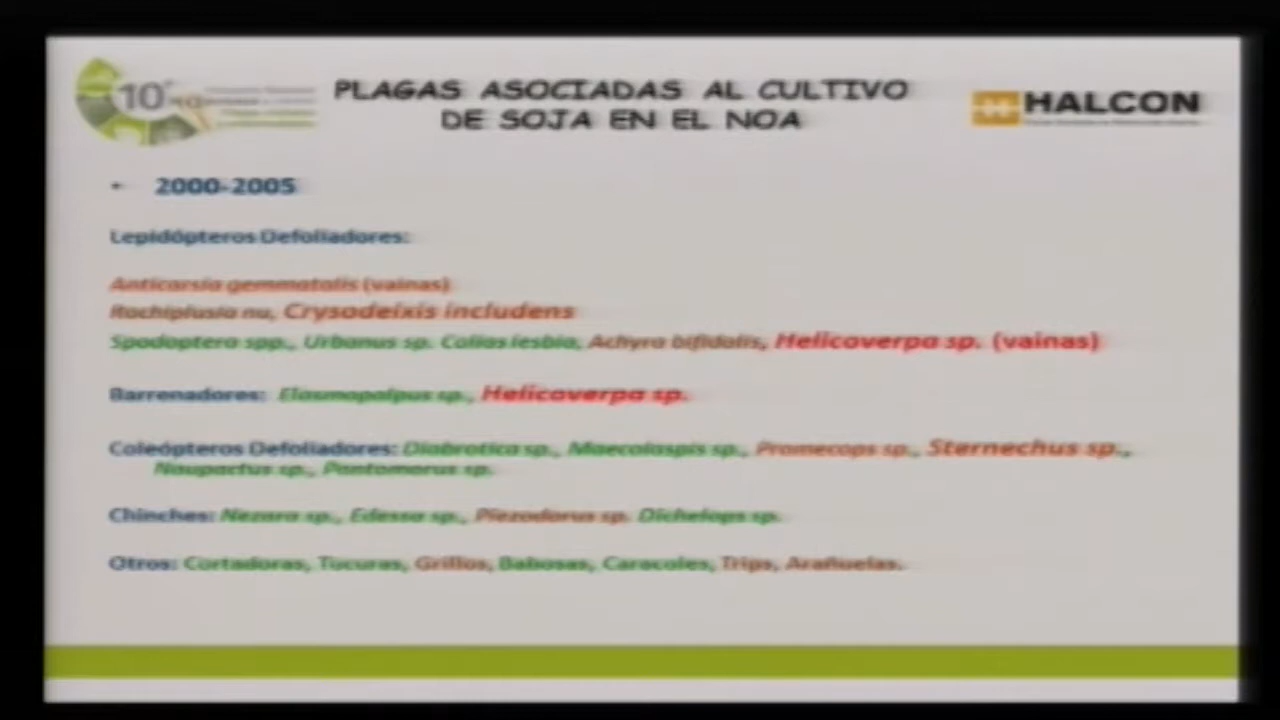 10°
PLAGAS ASOCIADAS AL CULTIVO
DE SOJA EN EL NOA
HALCON
• 2000-2005
Lepidópteros Defoliadores:
Anticarsia gemmatalis (vainas)
Rachiplusia nu, Crysodeixis includens
Spodoptera spp., Urbanus sp. Colias lesbia, Achyra bifidalis, Helicoverpa sp. (vainas)
Barrenadores: Elasmopalpus sp., Helicoverpa sp.
Coleópteros Defoliadores: Diabrotica sp., Maecolaspis sp., Promecops sp., Sternechus sp.,
Naupactus sp., Pantomorus sp.
Chinches: Nezara sp., Edessa sp., Piezodorus sp. Dichelops sp.
Otros: Cortadoras, Tucuras, Grillos, Babosas, Caracoles, Trips, Arañuelas.